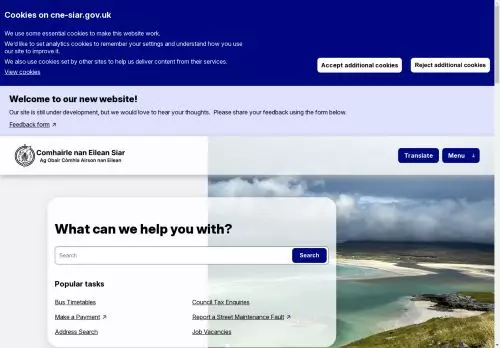 Cookies on cne-siar.gov.uk
We use some essential cookies to make this website work.
We'd like to set analytics cookies to remember your settings and understand how you
use our site to improve it.
We also use cookies set by other sites to help us deliver content from their services.
View cookies
Accept additional cookies
Reject additional cookies
Welcome to our new website!
Our site is still under development, but we would love to hear your thoughts. Please share your feedback using the form below.
Feedback form
Comhairle nan Eilean Siar
Ag Obair Còmhla Airson nan Eilean
Translate
Menu
What can we help you with?
Search
Search
Popular tasks
Bus Timetables
Council Tax Enquiries
Make a Payment
Report a Street Maintenance Fault
Address Search
Job Vacancies